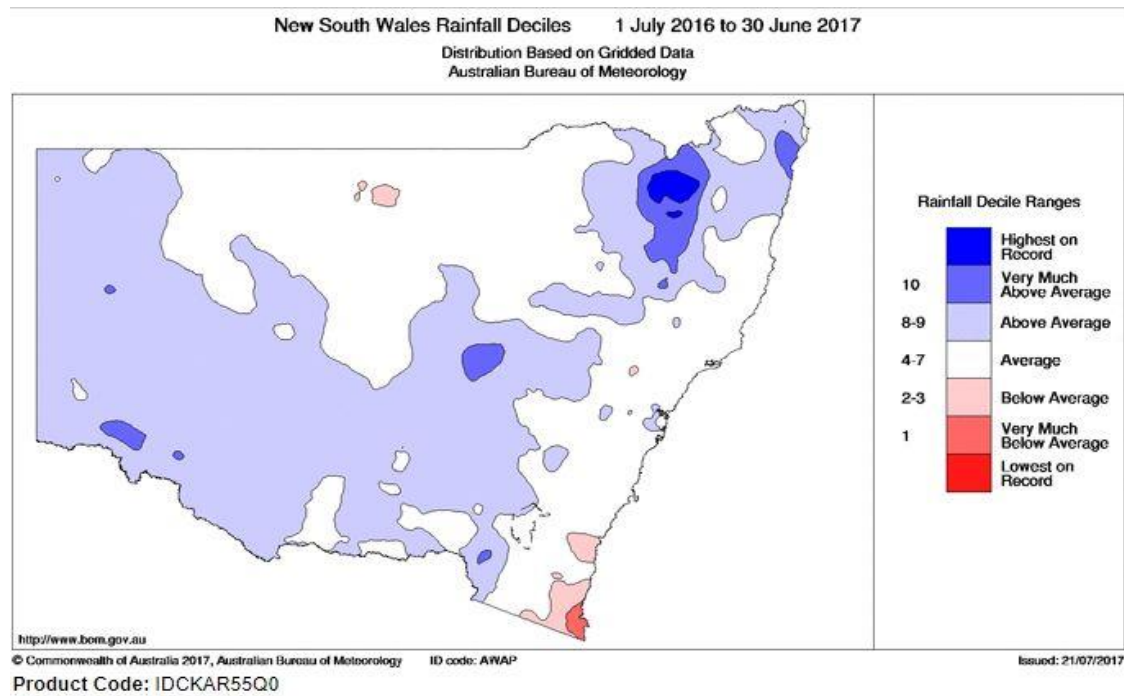 New South Wales Rainfall Deciles 1 July 2016 to 30 June 2017
Distribution Based on Gridded Data
Australian Bureau of Meteorology
Rainfall Decile Ranges
Highest on
Record
10 Very Much
Above Average
8-9 Above Average
4-7 Average
2-3 Below Average
1 Very Much
Below Average
Lowest on
Record
http://www.bom.gov.au
© Commonwealth of Australia 2017, Australian Bureau of Meteorology ID code: AWAP Issued: 21/07/2017
Product Code: IDCKAR55Q0